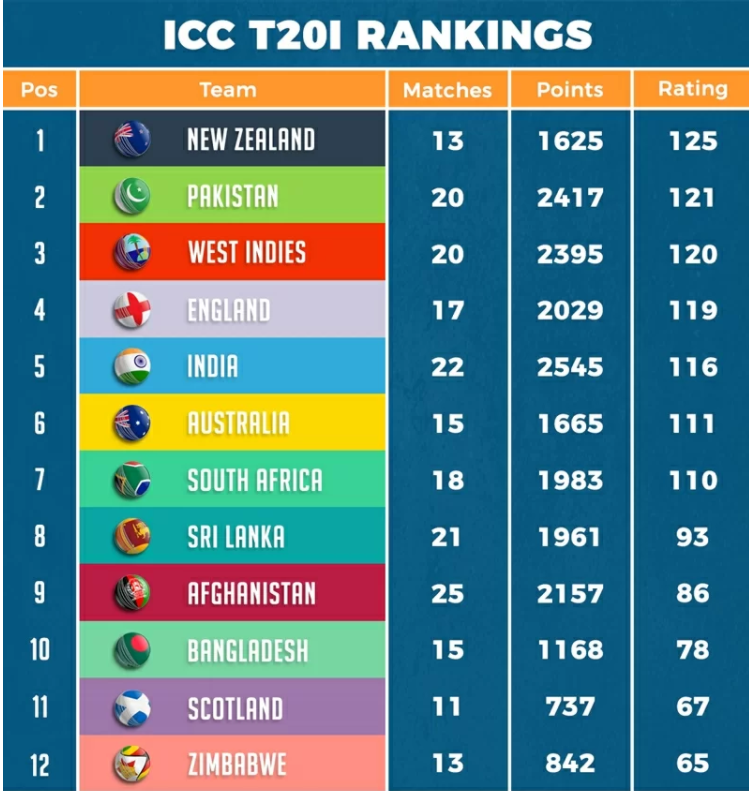 ICC T20I RANKINGS
Pos Team Matches Points Rating
1 NEW ZEALAND 13 1625 125
2 PAKISTAN 20 2417 121
3 WEST INDIES 20 2395 120
4 ENGLAND 17 2029 119
5 INDIA 22 2545 116
6 AUSTRALIA 15 1665 111
7 SOUTH AFRICA 18 1983 110
8 SRI LANKA 21 1961 93
9 AFGHANISTAN 25 2157 86
10 BANGLADESH 15 1168 78
11 SCOTLAND 11 737 67
12 ZIMBABWE 13 842 65